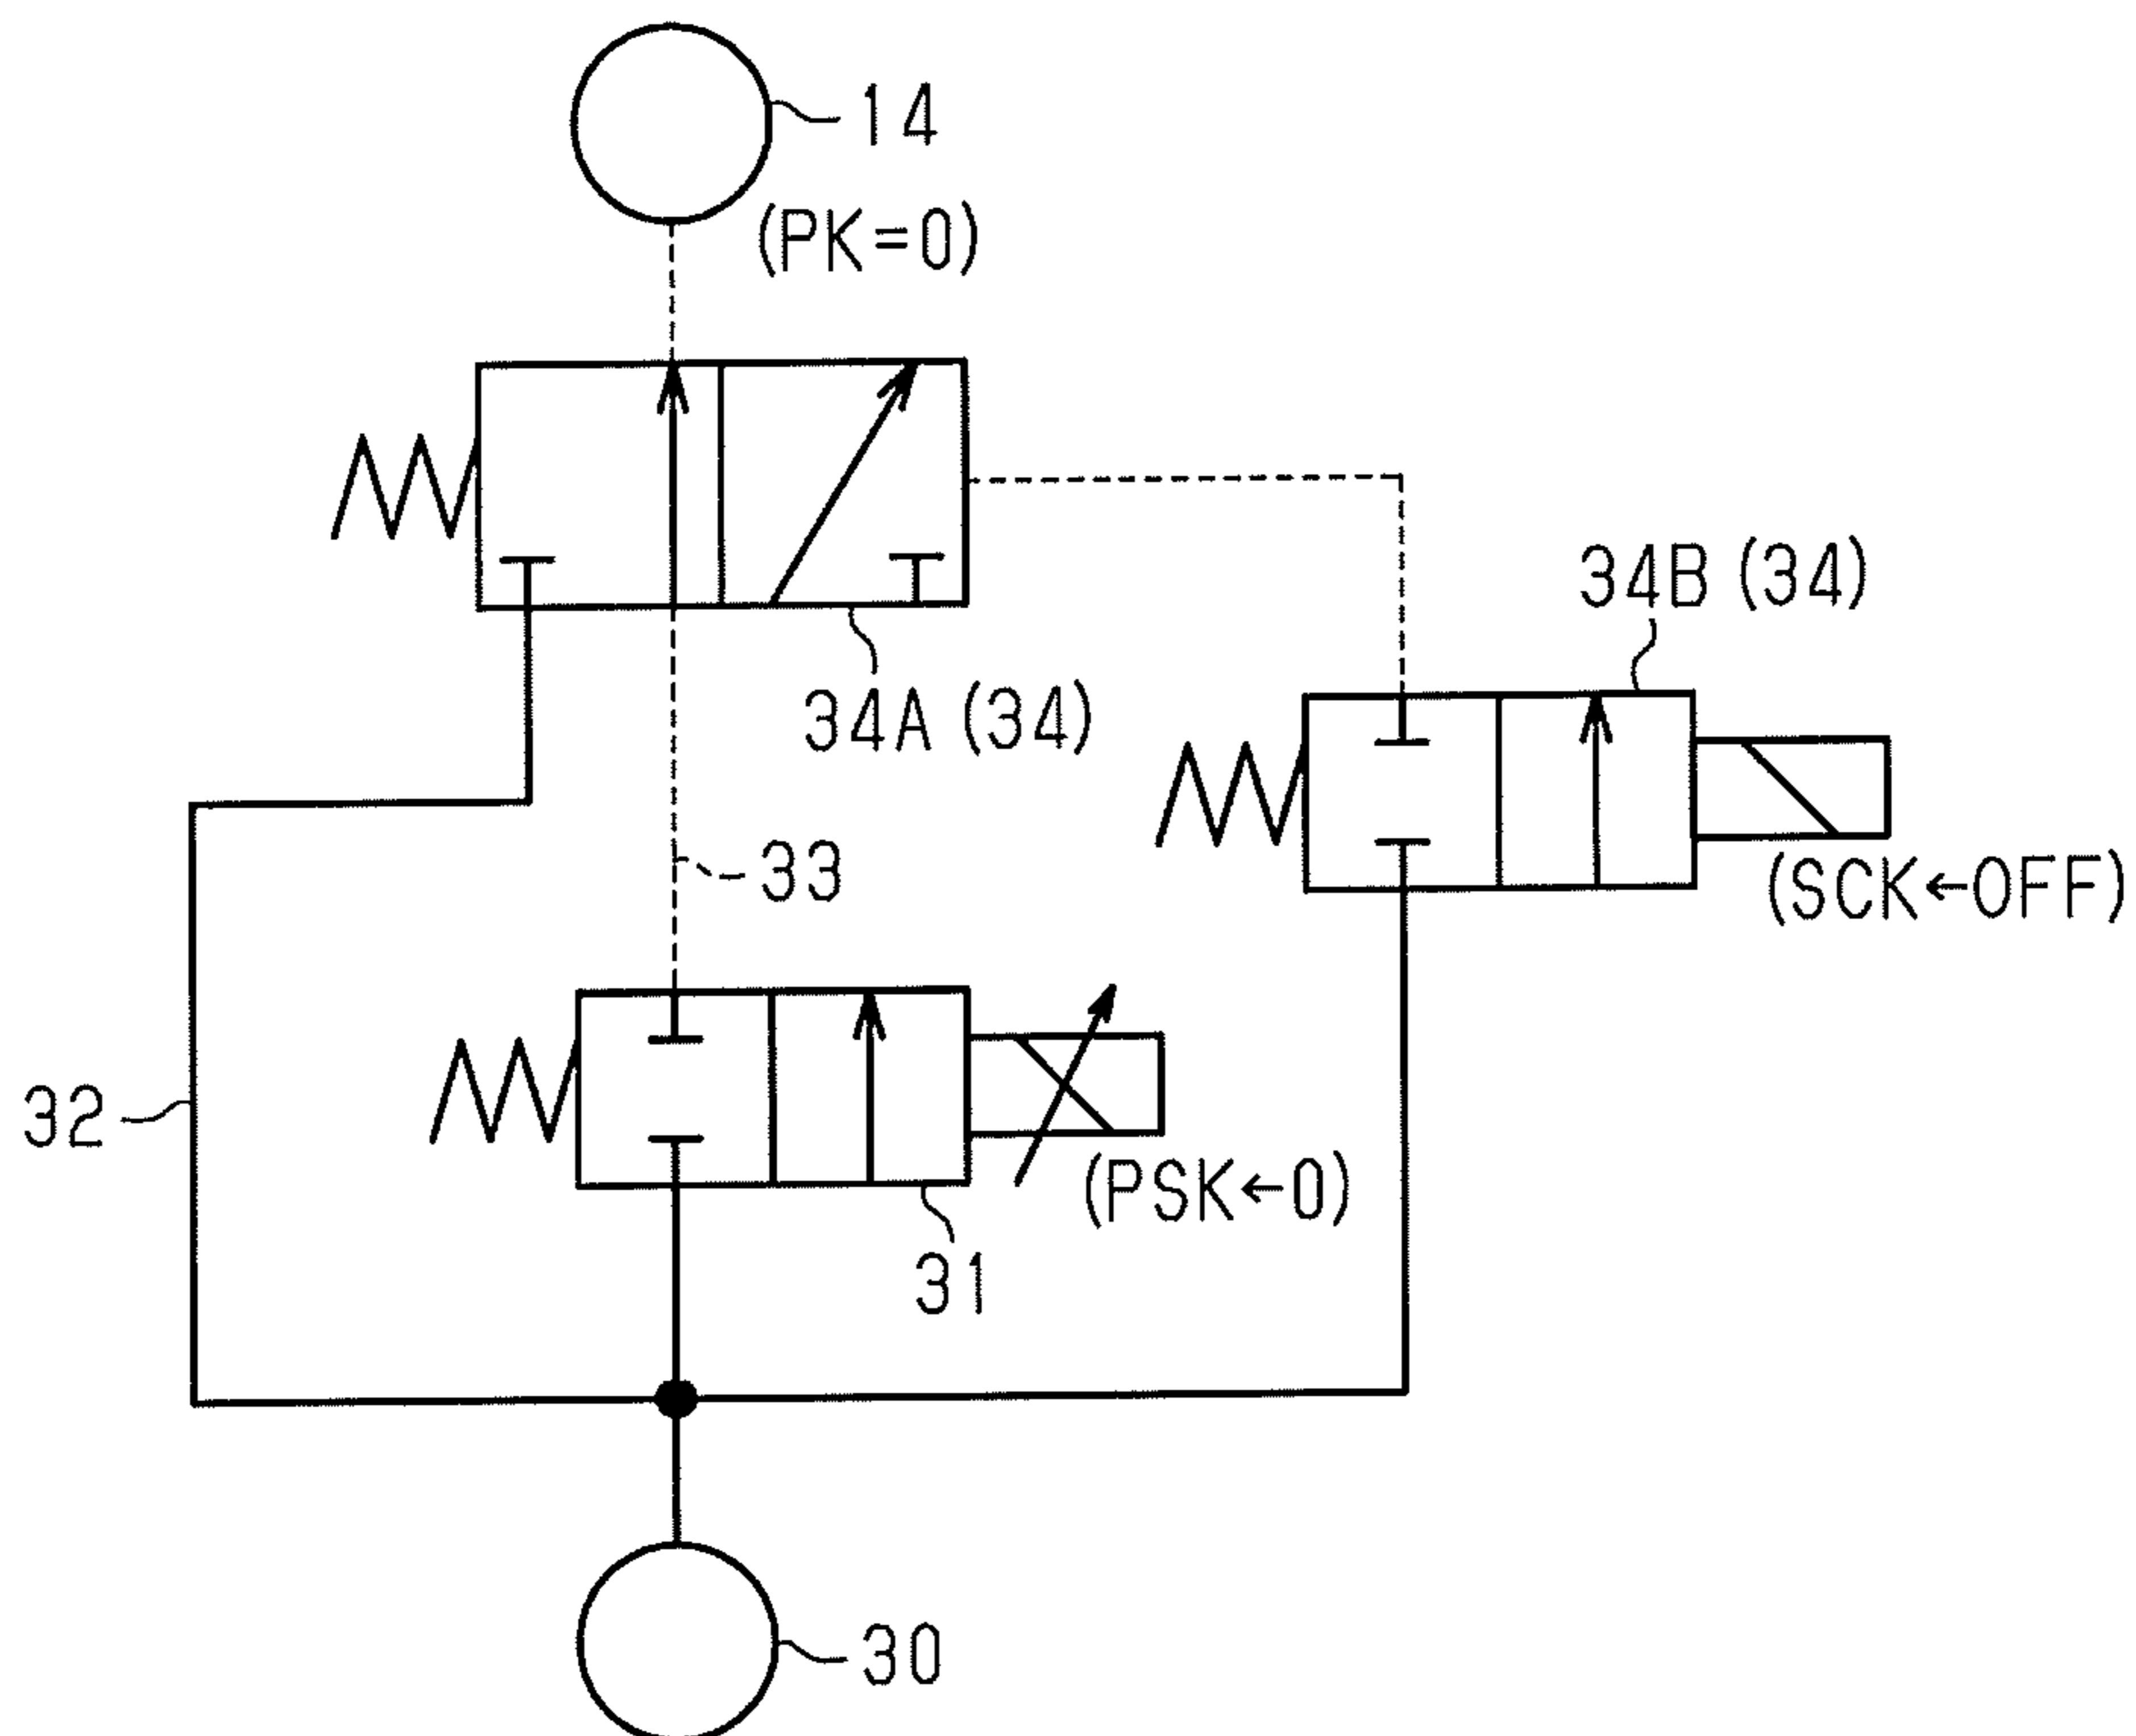 14
(PK=0)
34B (34)
34A (34)
33
(SCK←OFF)
32
(PSK←0)
31
30